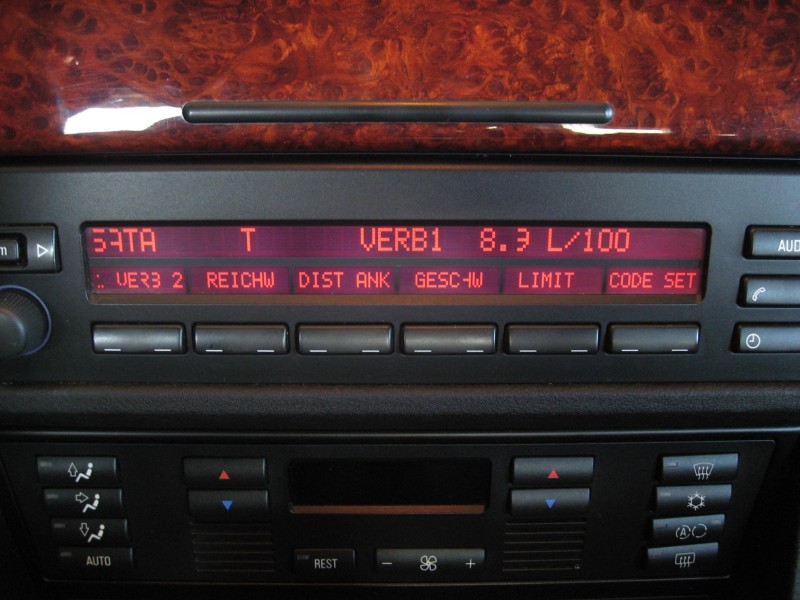 T VERB1 8.3 L/100
VERB 2 REICHW DIST ANK GESCHW LIMIT CODE SET
m AUD
AUTO REST - +